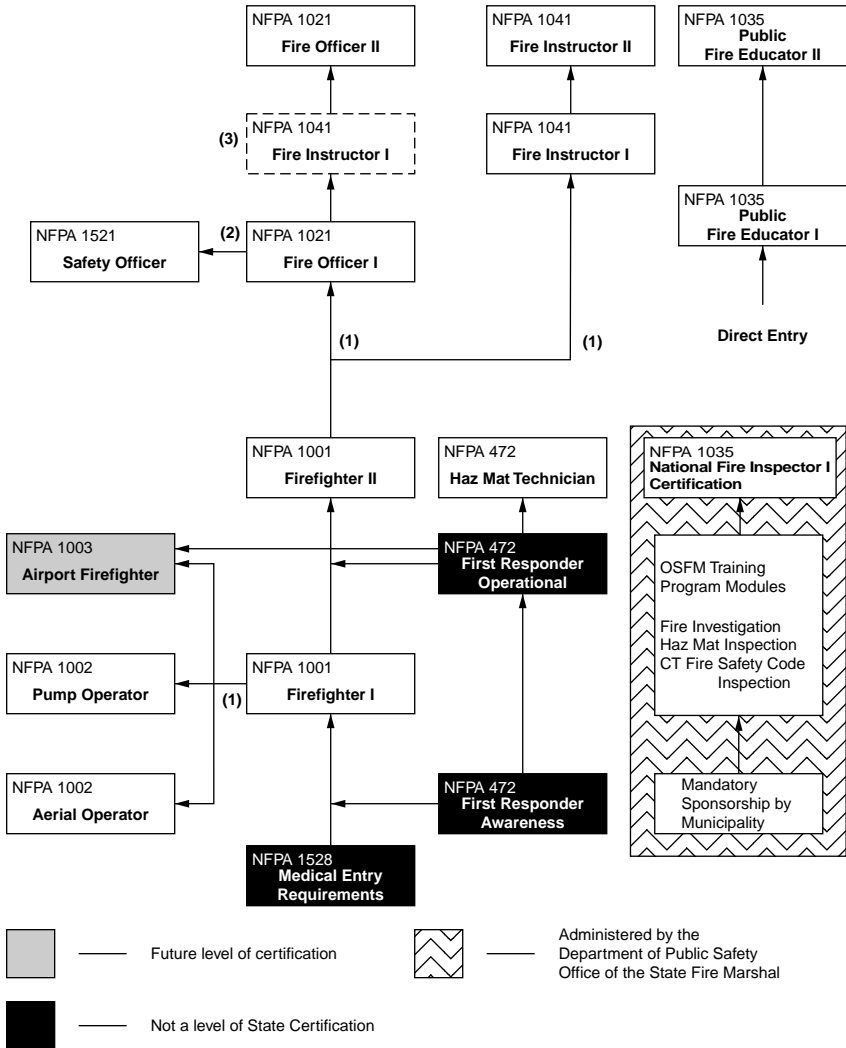 NFPA 1021
Fire Officer II
NFPA 1041
Fire Instructor II
NFPA 1035
Public
Fire Educator II
(3)
NFPA 1041
Fire Instructor I
NFPA 1041
Fire Instructor I
NFPA 1035
Public
Fire Educator I
NFPA 1521
Safety Officer
(2)
NFPA 1021
Fire Officer I
(1)
(1)
Direct Entry
NFPA 1001
Firefighter II
NFPA 472
Haz Mat Technician
NFPA 1035
National Fire Inspector I
Certification
NFPA 1003
Airport Firefighter
NFPA 472
First Responder
Operational
OSFM Training
Program Modules
Fire Investigation
Haz Mat Inspection
CT Fire Safety Code
Inspection
NFPA 1002
Pump Operator
(1)
NFPA 1001
Firefighter I
NFPA 1002
Aerial Operator
NFPA 472
First Responder
Awareness
Mandatory
Sponsorship by
Municipality
NFPA 1528
Medical Entry
Requirements
Future level of certification
Administered by the
Department of Public Safety
Office of the State Fire Marshal
Not a level of State Certification